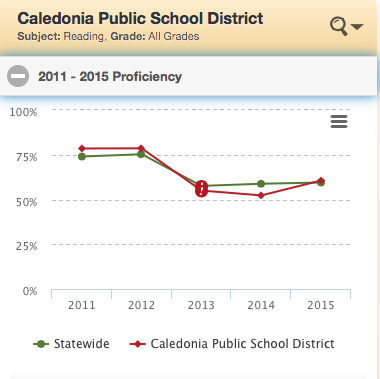 Caledonia Public School District
Subject: Reading, Grade: All Grades
2011 - 2015 Proficiency
100%
75%
50%
25%
0%
2011 2012 2013 2014 2015
Statewide Caledonia Public School District